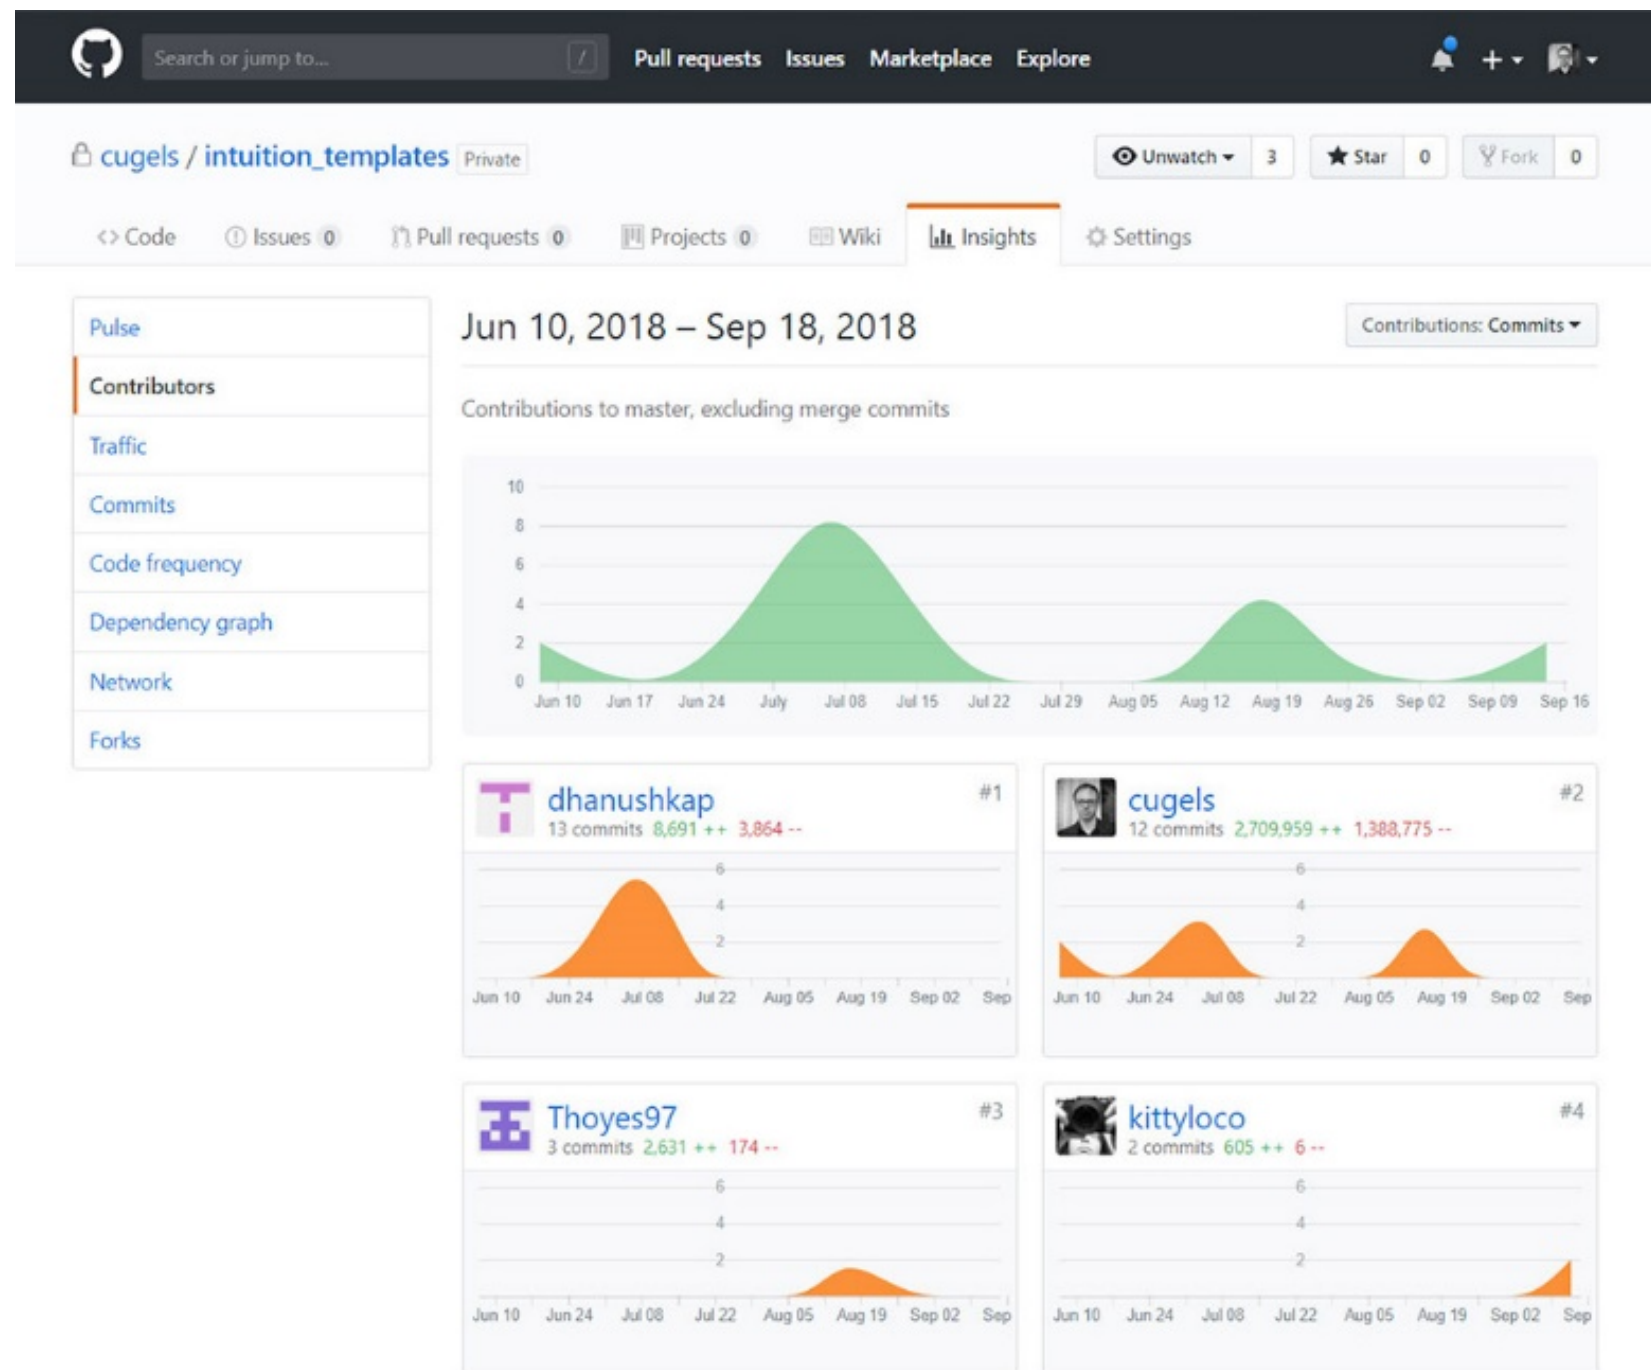 Search or jump to... / Pull requests Issues Marketplace Explore
cugels / intuition_templates Private Unwatch 3 Star 0 Fork 0
<> Code Issues 0 Pull requests 0 Projects 0 Wiki Insights Settings
Pulse
Contributors
Traffic
Commits
Code frequency
Dependency graph
Network
Forks
Jun 10, 2018 – Sep 18, 2018 Contributions: Commits
Contributions to master, excluding merge commits
10
8
6
4
2
0
Jun 10 Jun 17 Jun 24 July Jul 08 Jul 15 Jul 22 Jul 29 Aug 05 Aug 12 Aug 19 Aug 26 Sep 02 Sep 09 Sep 16
dhanushkap #1
13 commits 8,691 ++ 3,864 --
6
4
2
Jun 10 Jun 24 Jul 08 Jul 22 Aug 05 Aug 19 Sep 02 Sep
cugels #2
12 commits 2,709,959 ++ 1,388,775 --
6
4
2
Jun 10 Jun 24 Jul 08 Jul 22 Aug 05 Aug 19 Sep 02 Sep
Thoyes97 #3
3 commits 2,631 ++ 174 --
6
4
2
Jun 10 Jun 24 Jul 08 Jul 22 Aug 05 Aug 19 Sep 02 Sep
kittyloco #4
2 commits 605 ++ 6 --
6
4
2
Jun 10 Jun 24 Jul 08 Jul 22 Aug 05 Aug 19 Sep 02 Sep